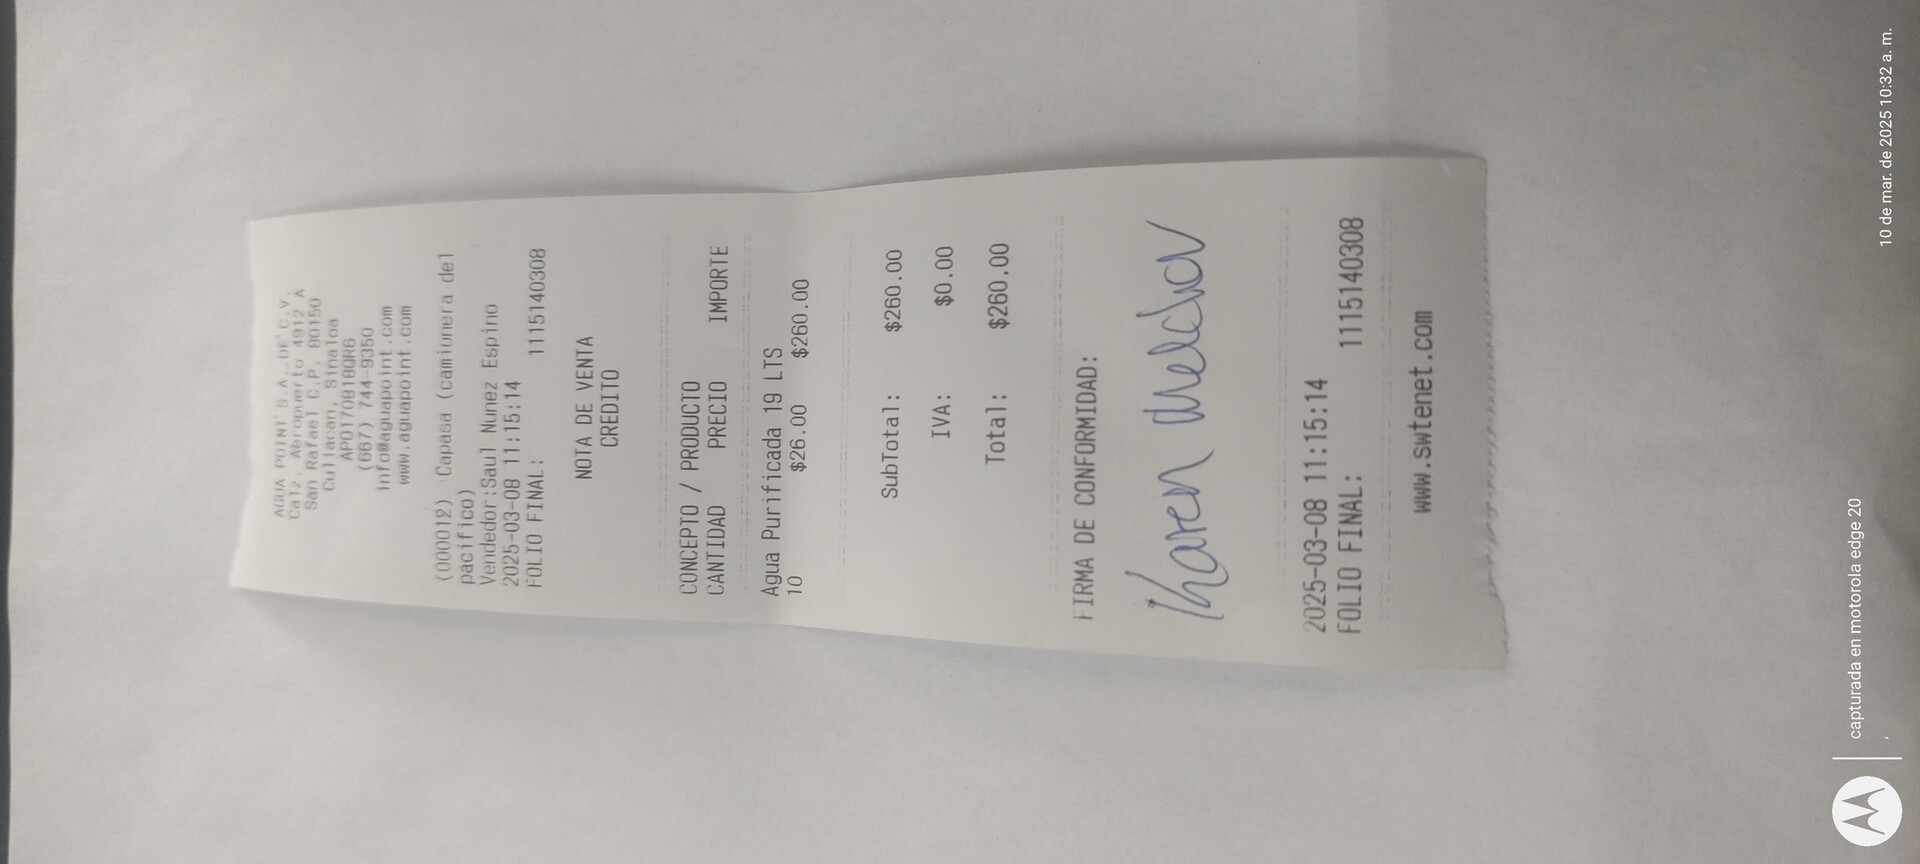 AGUA POINT S.A. DE C.V.
Calz. Aeropuerto 4912 A
San Rafael C.P. 80150
Culiacan, Sinaloa
APO170818QR6
(667) 744-9350
info@aguapoint.com
www.aguapoint.com
(000012) Capasa (camionera del
pacifico)
Vendedor:Saul Nunez Espino
2025-03-08 11:15:14
FOLIO FINAL: 1115140308
NOTA DE VENTA
CREDITO
CONCEPTO / PRODUCTO
CANTIDAD PRECIO IMPORTE
Agua Purificada 19 LTS
10 $26.00 $260.00
SubTotal: $260.00
IVA: $0.00
Total: $260.00
FIRMA DE CONFORMIDAD:
Karen
2025-03-08 11:15:14
FOLIO FINAL: 1115140308
www.swtenet.com
capturada en motorola edge 20
10 de mar. de 2025 10:32 a. m.